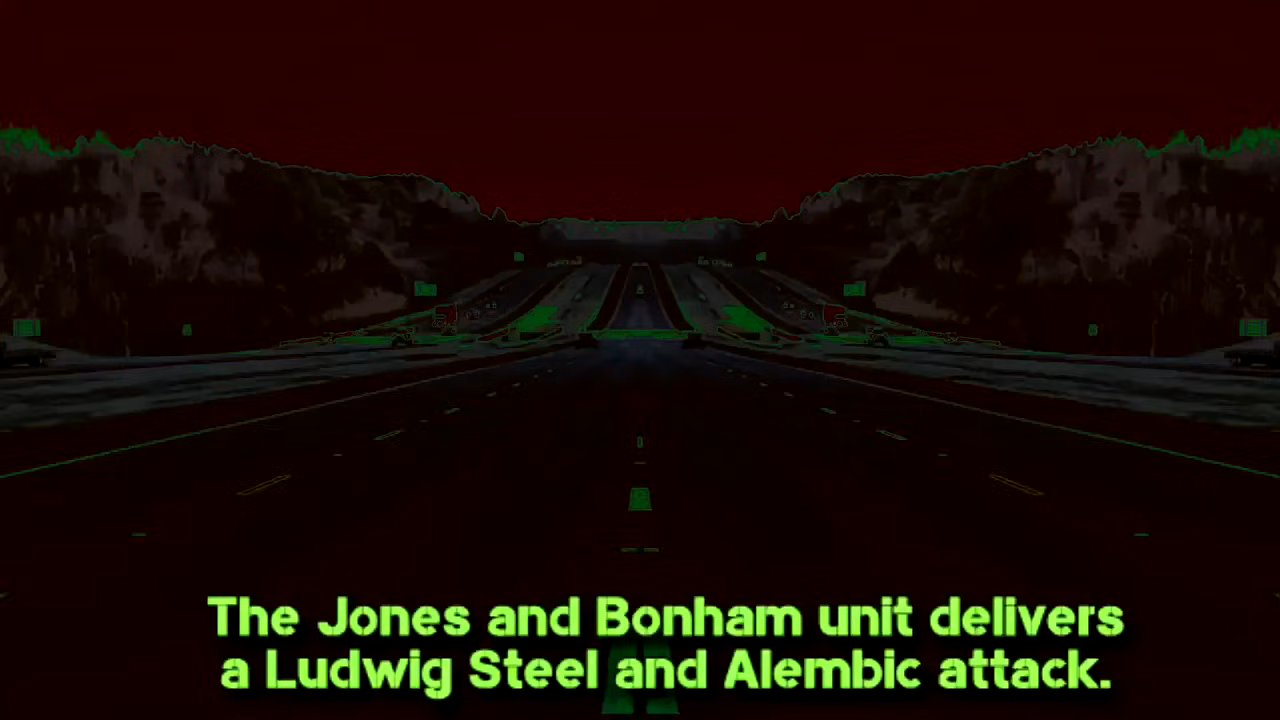 The Jones and Bonham unit delivers
a Ludwig Steel and Alembic attack.